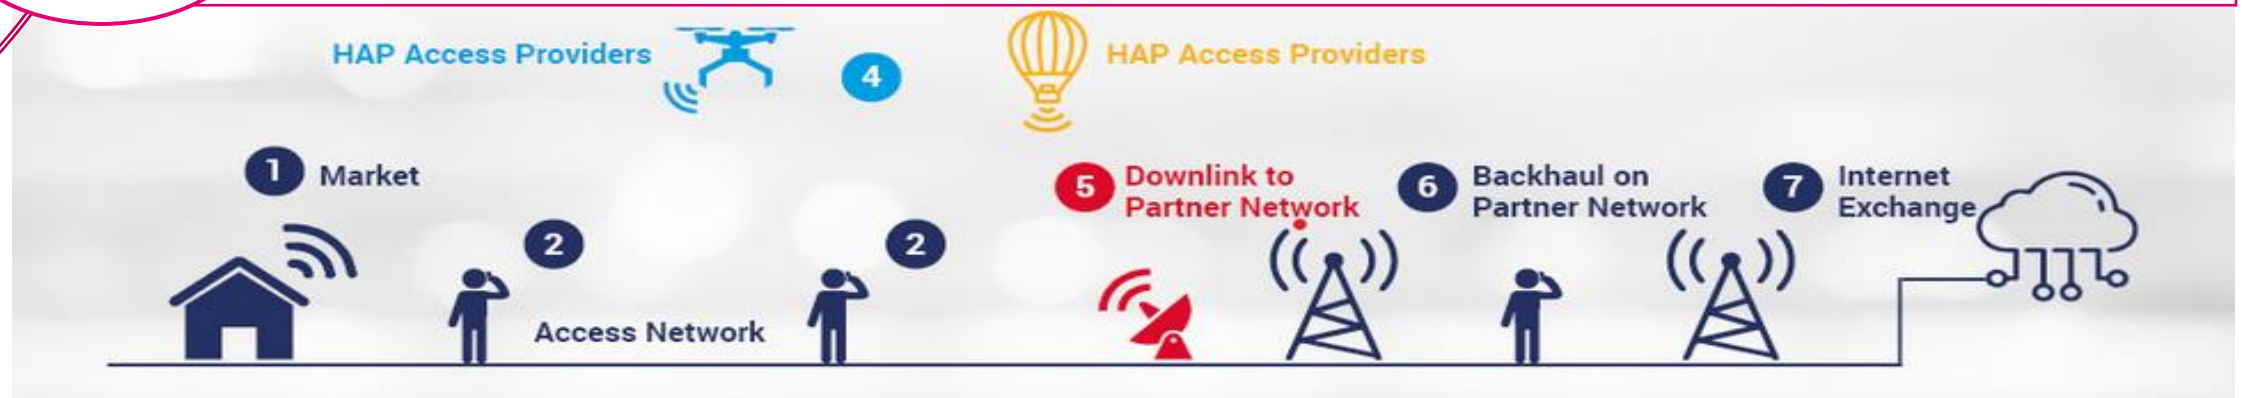 HAP Access Providers
4
HAP Access Providers
1 Market
2
Access Network
2
5 Downlink to
Partner Network
6 Backhaul on
Partner Network
7 Internet
Exchange